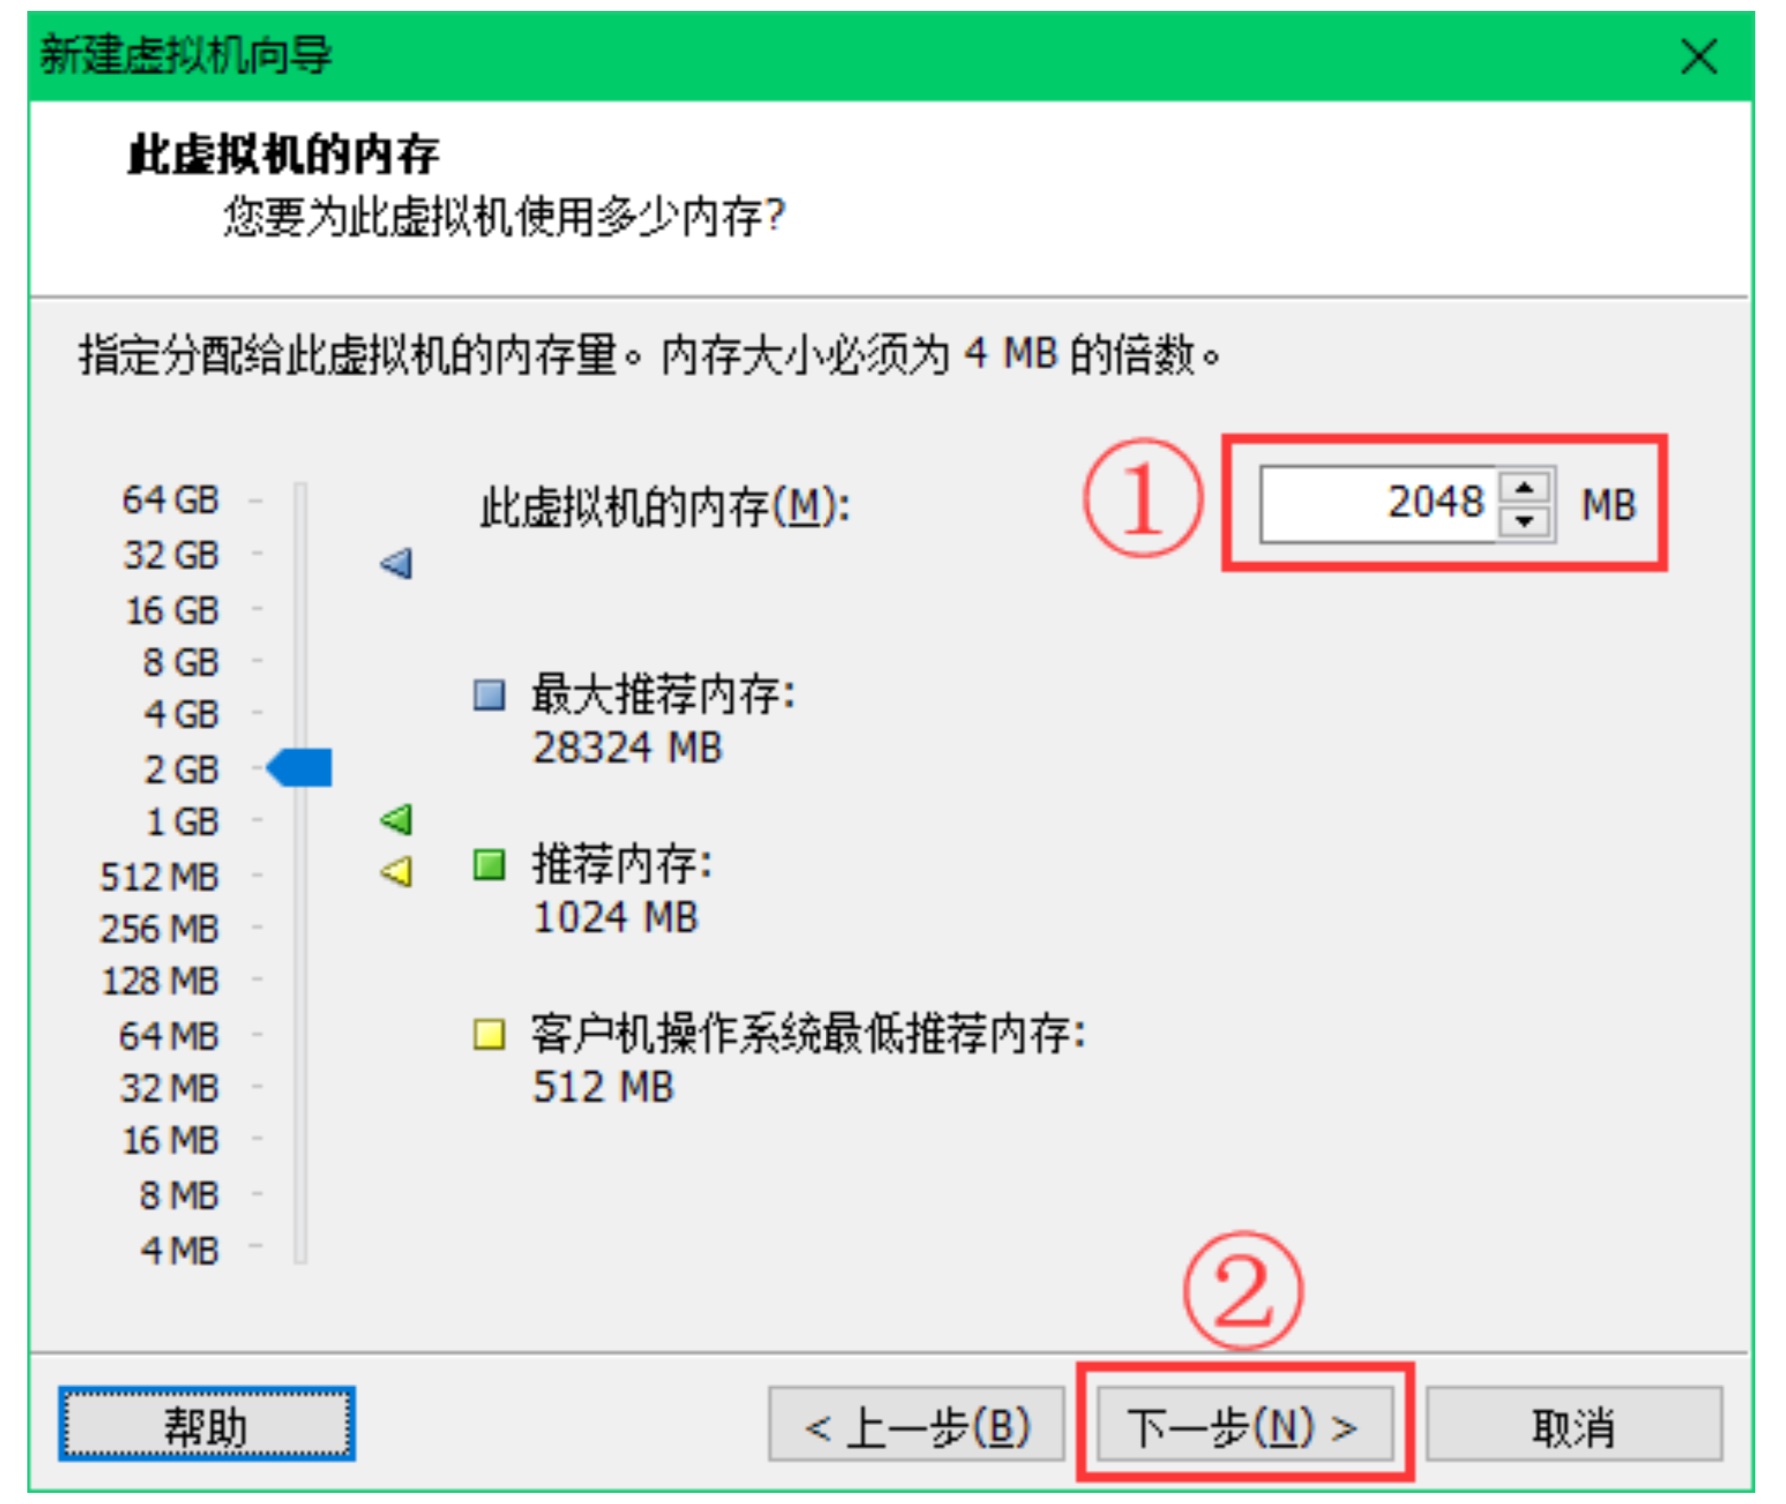 新建虚拟机向导
此虚拟机的内存
您要为此虚拟机使用多少内存?
指定分配给此虚拟机的内存量。内存大小必须为 4 MB 的倍数。
64 GB
32 GB
16 GB
8 GB
4 GB
2 GB
1 GB
512 MB
256 MB
128 MB
64 MB
32 MB
16 MB
8 MB
4 MB
此虚拟机的内存(M):
① 2048 MB
最大推荐内存:
28324 MB
推荐内存:
1024 MB
客户机操作系统最低推荐内存:
512 MB
②
帮助
< 上一步(B)
下一步(N) >
取消